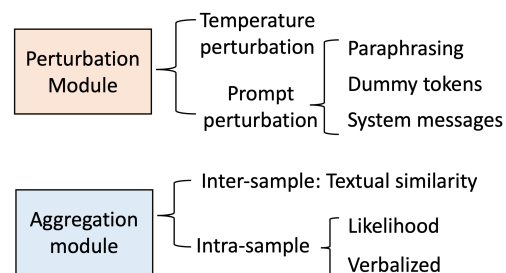 Perturbation
Module
Temperature
perturbation
Prompt
perturbation
Paraphrasing
Dummy tokens
System messages
Aggregation
module
Inter-sample: Textual similarity
Intra-sample
Likelihood
Verbalized